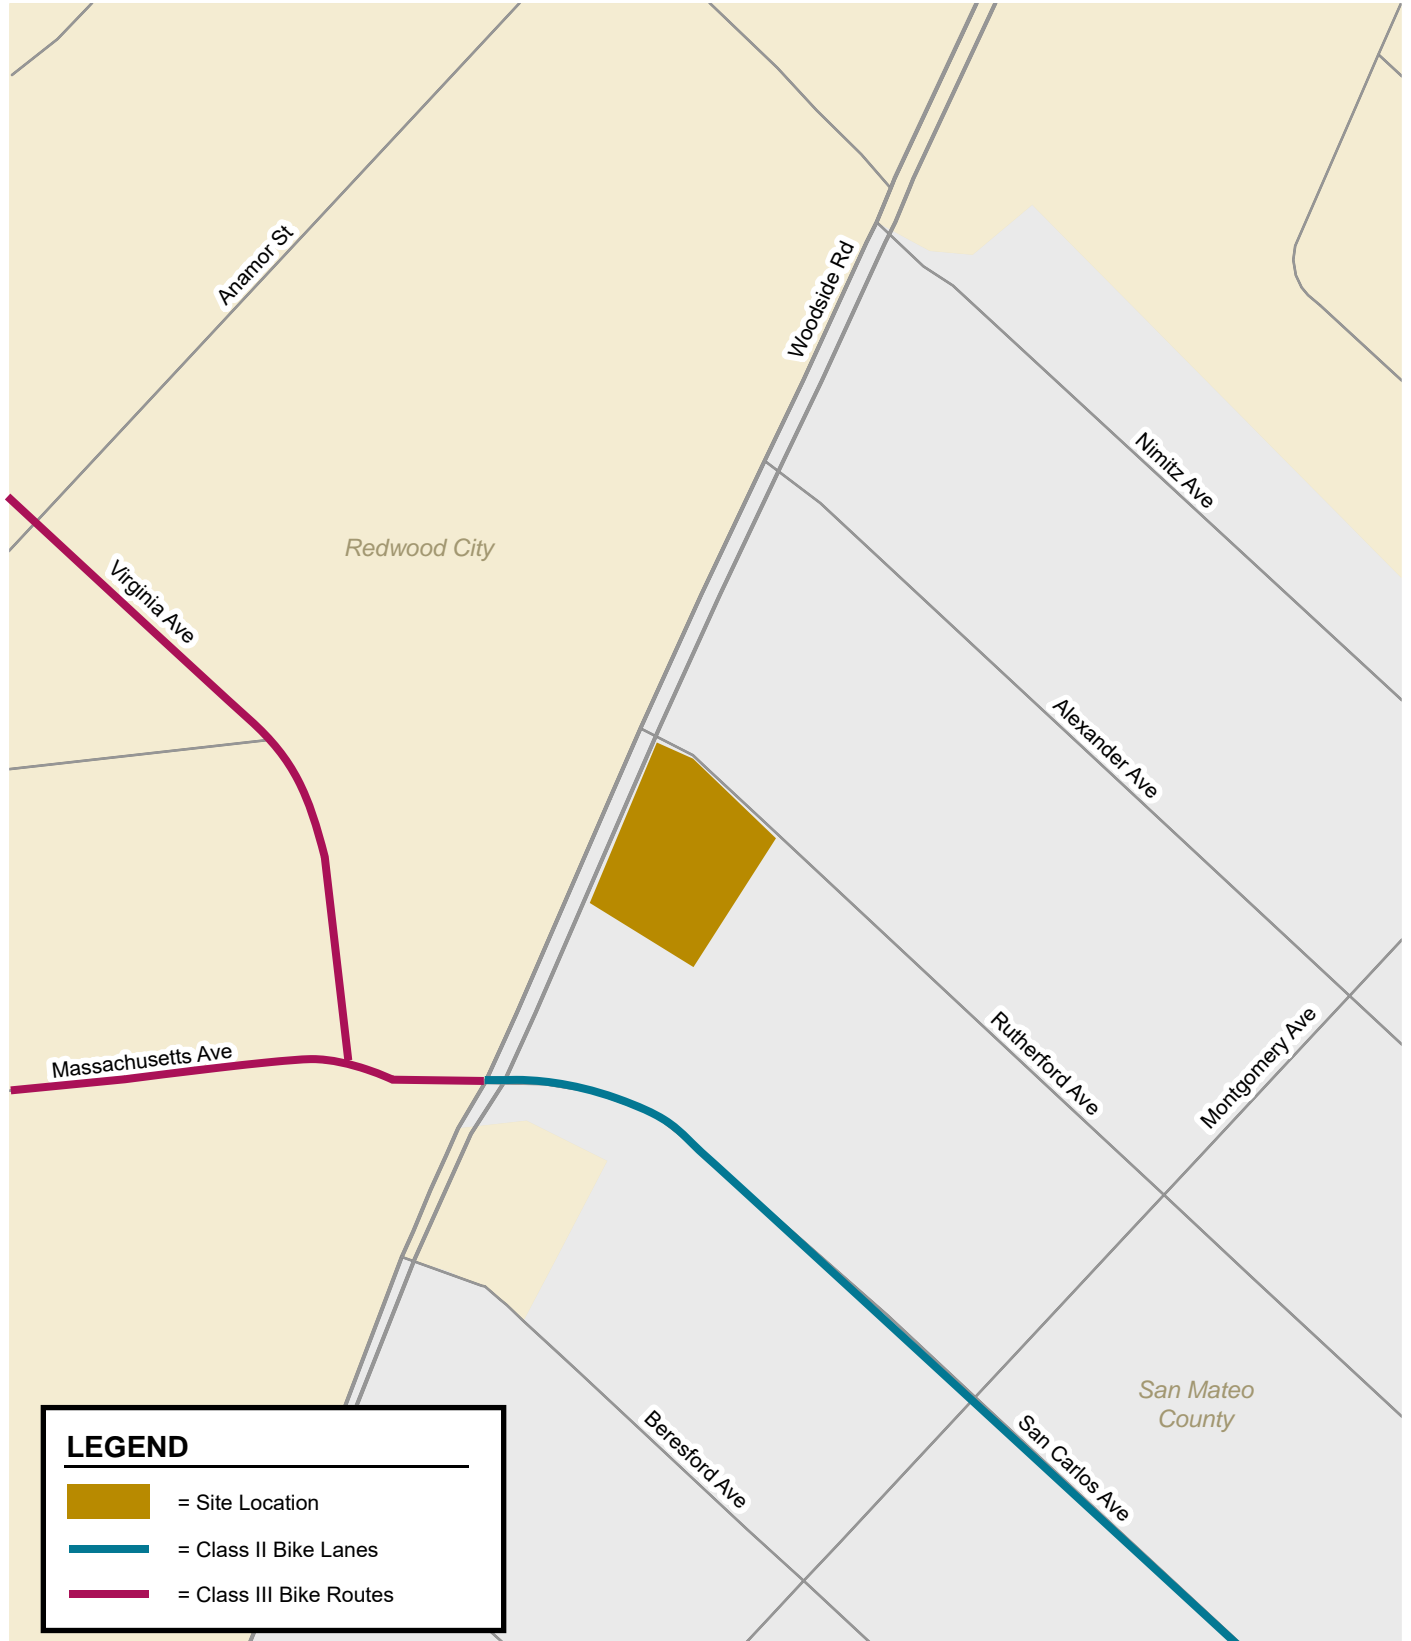 Anamor St
Woodside Rd
Nimitz Ave
Redwood City
Virginia Ave
Alexander Ave
Rutherford Ave
Montgomery Ave
Massachusetts Ave
San Mateo
County
San Carlos Ave
Beresford Ave
LEGEND
= Site Location
= Class II Bike Lanes
= Class III Bike Routes